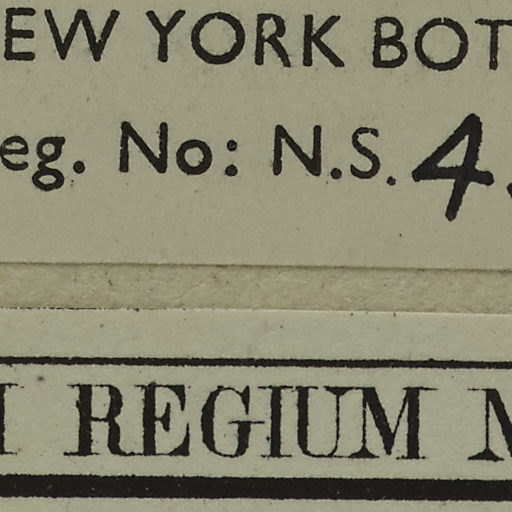 EW YORK BOT
eg. No: N.S. 4
REGIUM